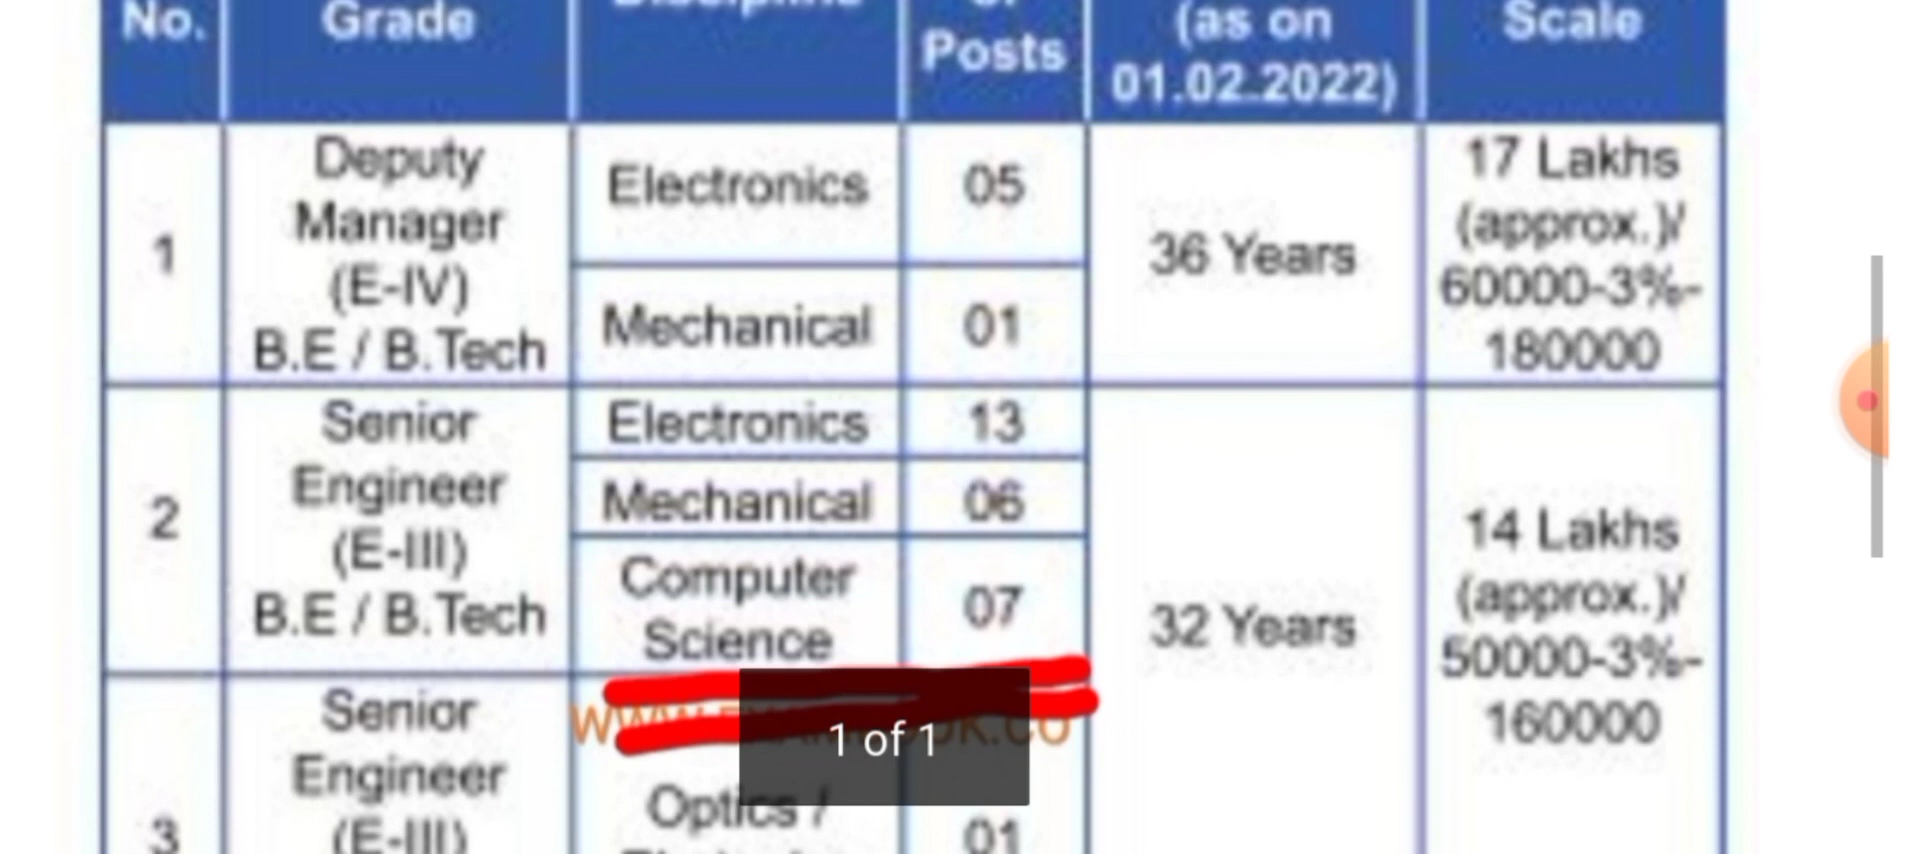 No.
Grade
Discipline
of
Posts
(as on
01.02.2022)
Scale
1
Deputy
Manager
(E-IV)
B.E / B.Tech
Electronics
05
Mechanical
01
36 Years
17 Lakhs
(approx.)/
60000-3%-
180000
2
Senior
Engineer
(E-III)
B.E / B.Tech
Electronics
13
Mechanical
06
Computer
Science
07
32 Years
14 Lakhs
(approx.)/
50000-3%-
160000
3
Senior
Engineer
(E-III)
1 of 1
Optics /
01